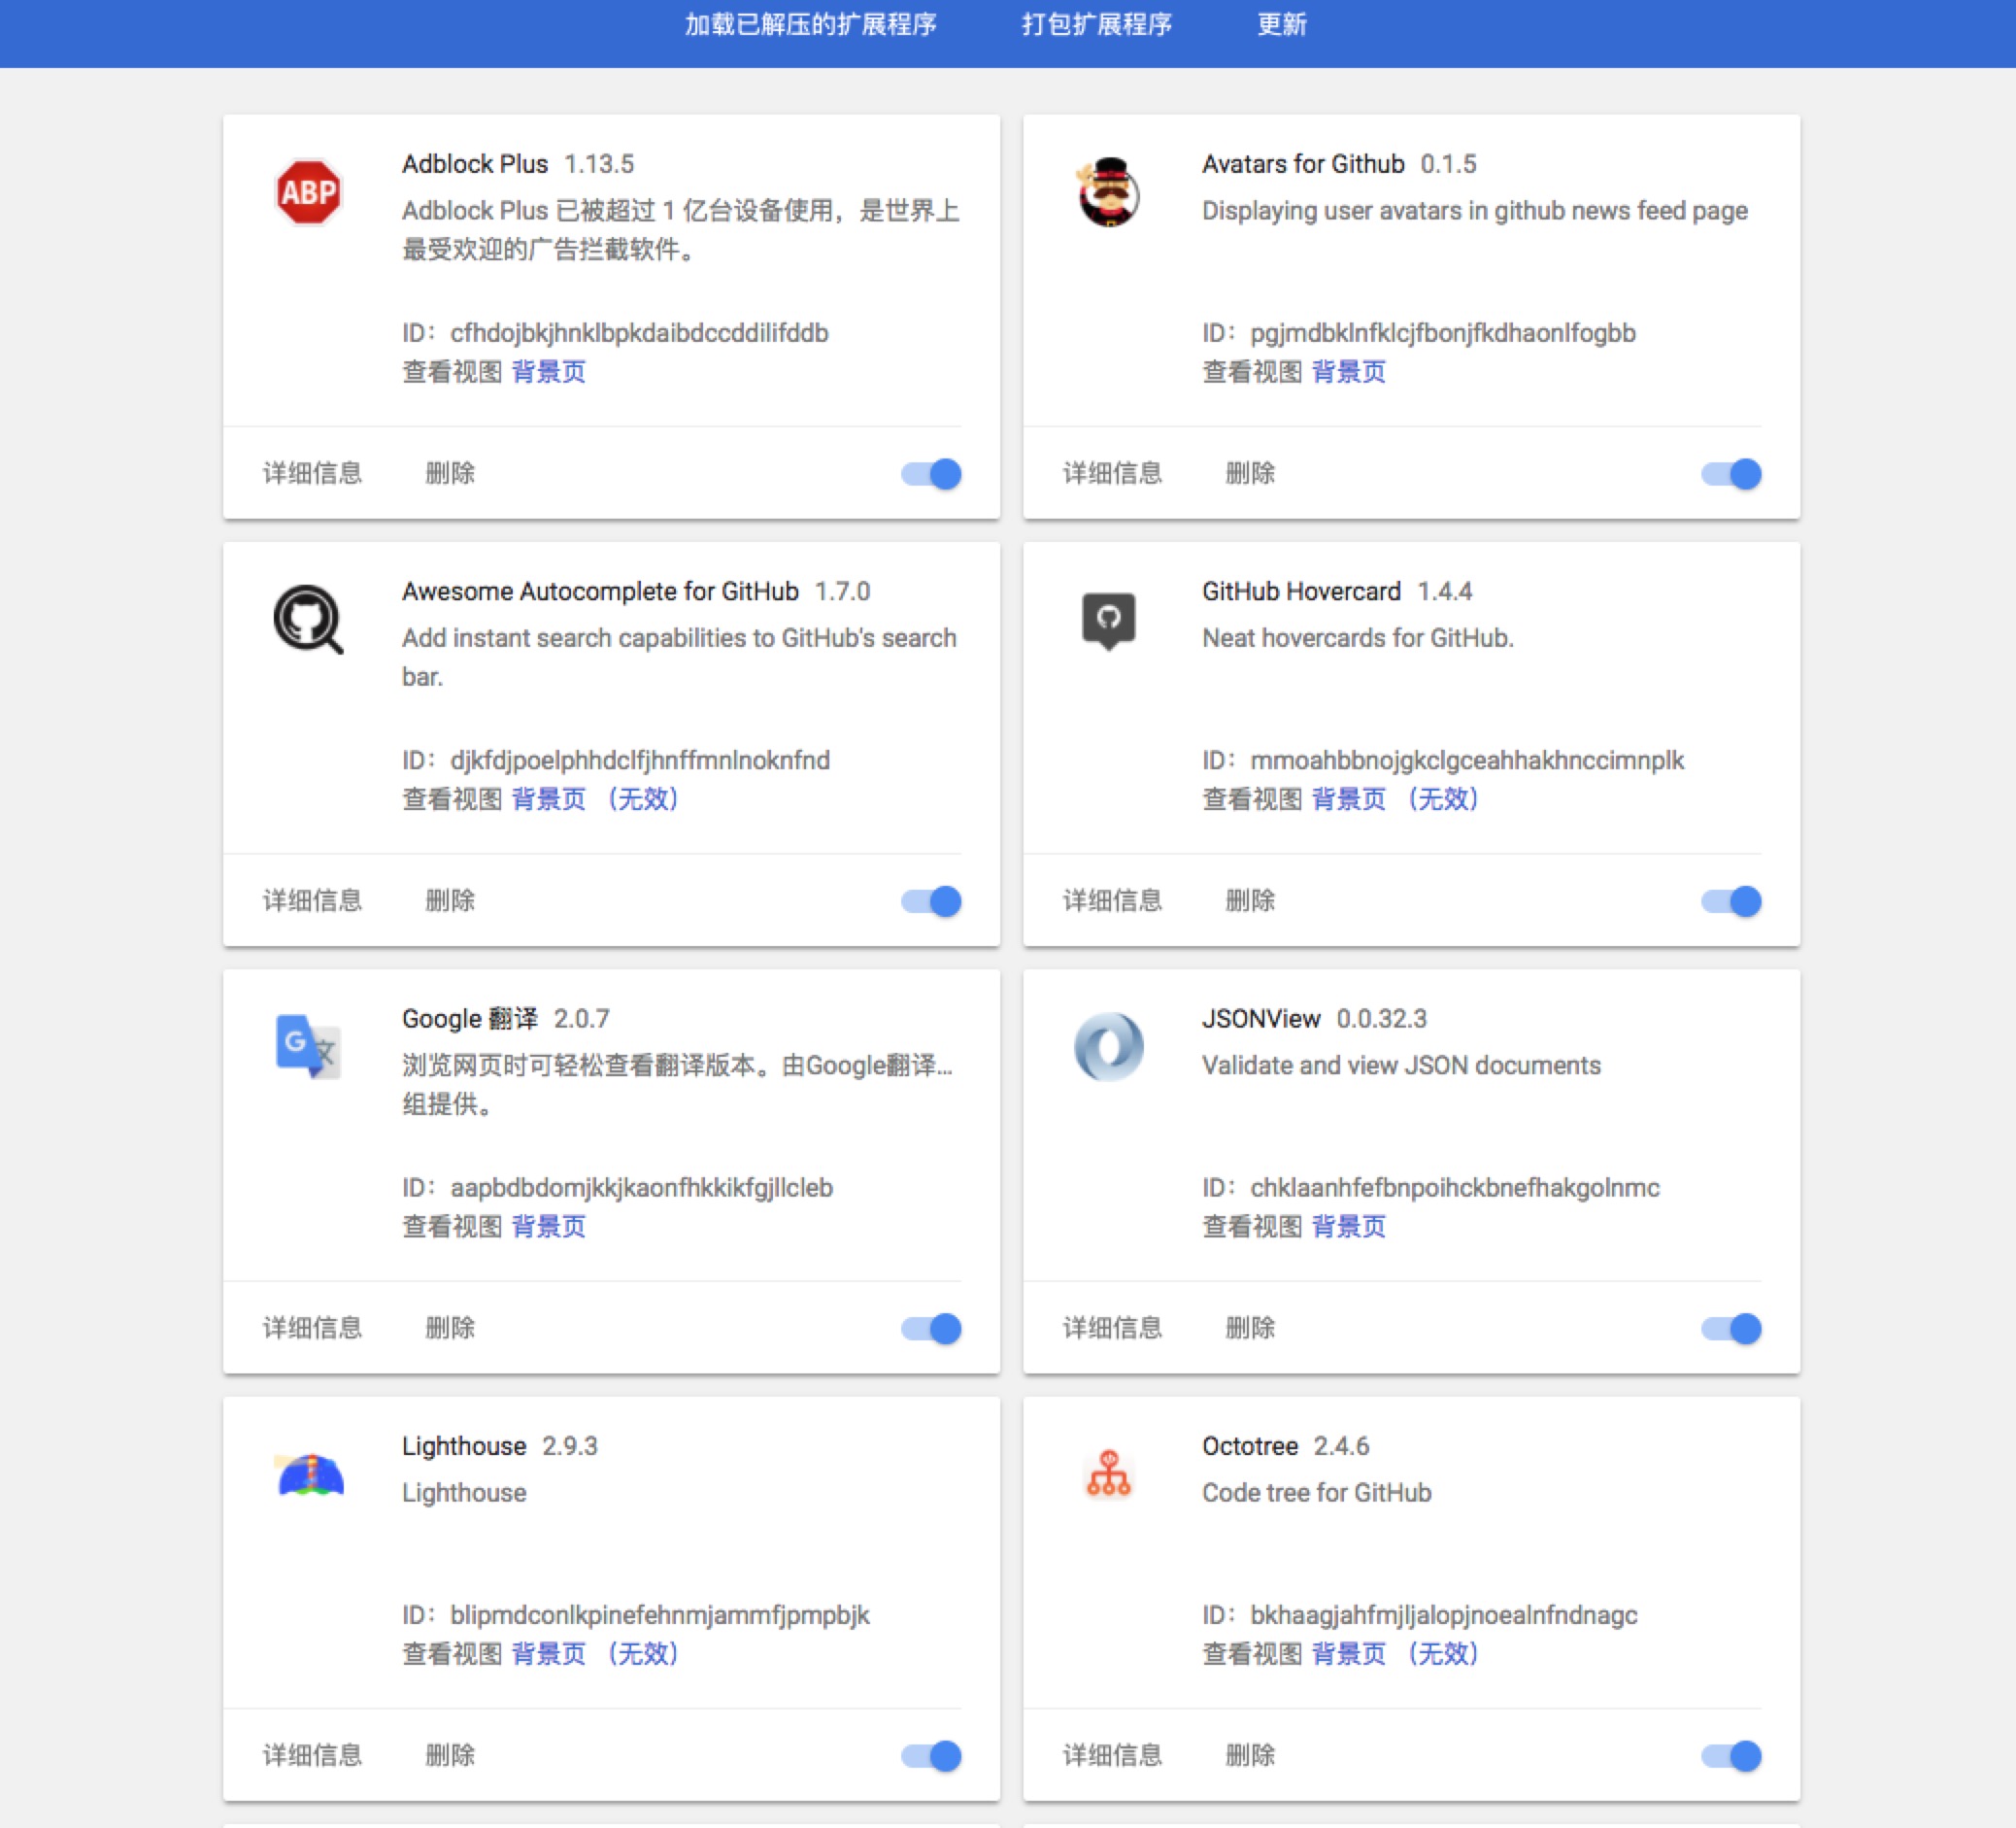 加载已解压的扩展程序 打包扩展程序 更新
ABP
Adblock Plus 1.13.5
Adblock Plus 已被超过 1 亿台设备使用，是世界上
最受欢迎的广告拦截软件。
ID：cfhdojbkjhnklbpkdaibdccddilifddb
查看视图 背景页
详细信息 删除
Avatars for Github 0.1.5
Displaying user avatars in github news feed page
ID：pgjmdbklnfklcjfbonjfkdhaonlfogbb
查看视图 背景页
详细信息 删除
Awesome Autocomplete for GitHub 1.7.0
Add instant search capabilities to GitHub's search
bar.
ID：djkfdjpoelphhdclfjhnffmnlnoknfnd
查看视图 背景页 （无效）
详细信息 删除
GitHub Hovercard 1.4.4
Neat hovercards for GitHub.
ID：mmoahbbnojgkclgceahhakhnccimnplk
查看视图 背景页 （无效）
详细信息 删除
G 文
Google 翻译 2.0.7
浏览网页时可轻松查看翻译版本。由Google翻译...
组提供。
ID：aapbdbdomjkkjkaonfhkkikfgjllcleb
查看视图 背景页
详细信息 删除
JSONView 0.0.32.3
Validate and view JSON documents
ID：chklaanhfefbnpoihckbnefhakgolnmc
查看视图 背景页
详细信息 删除
Lighthouse 2.9.3
Lighthouse
ID：blipmdconlkpinefehnmjammfjpmpbjk
查看视图 背景页 （无效）
详细信息 删除
Octotree 2.4.6
Code tree for GitHub
ID：bkhaagjahfmjljalopjnoealnfndnagc
查看视图 背景页 （无效）
详细信息 删除